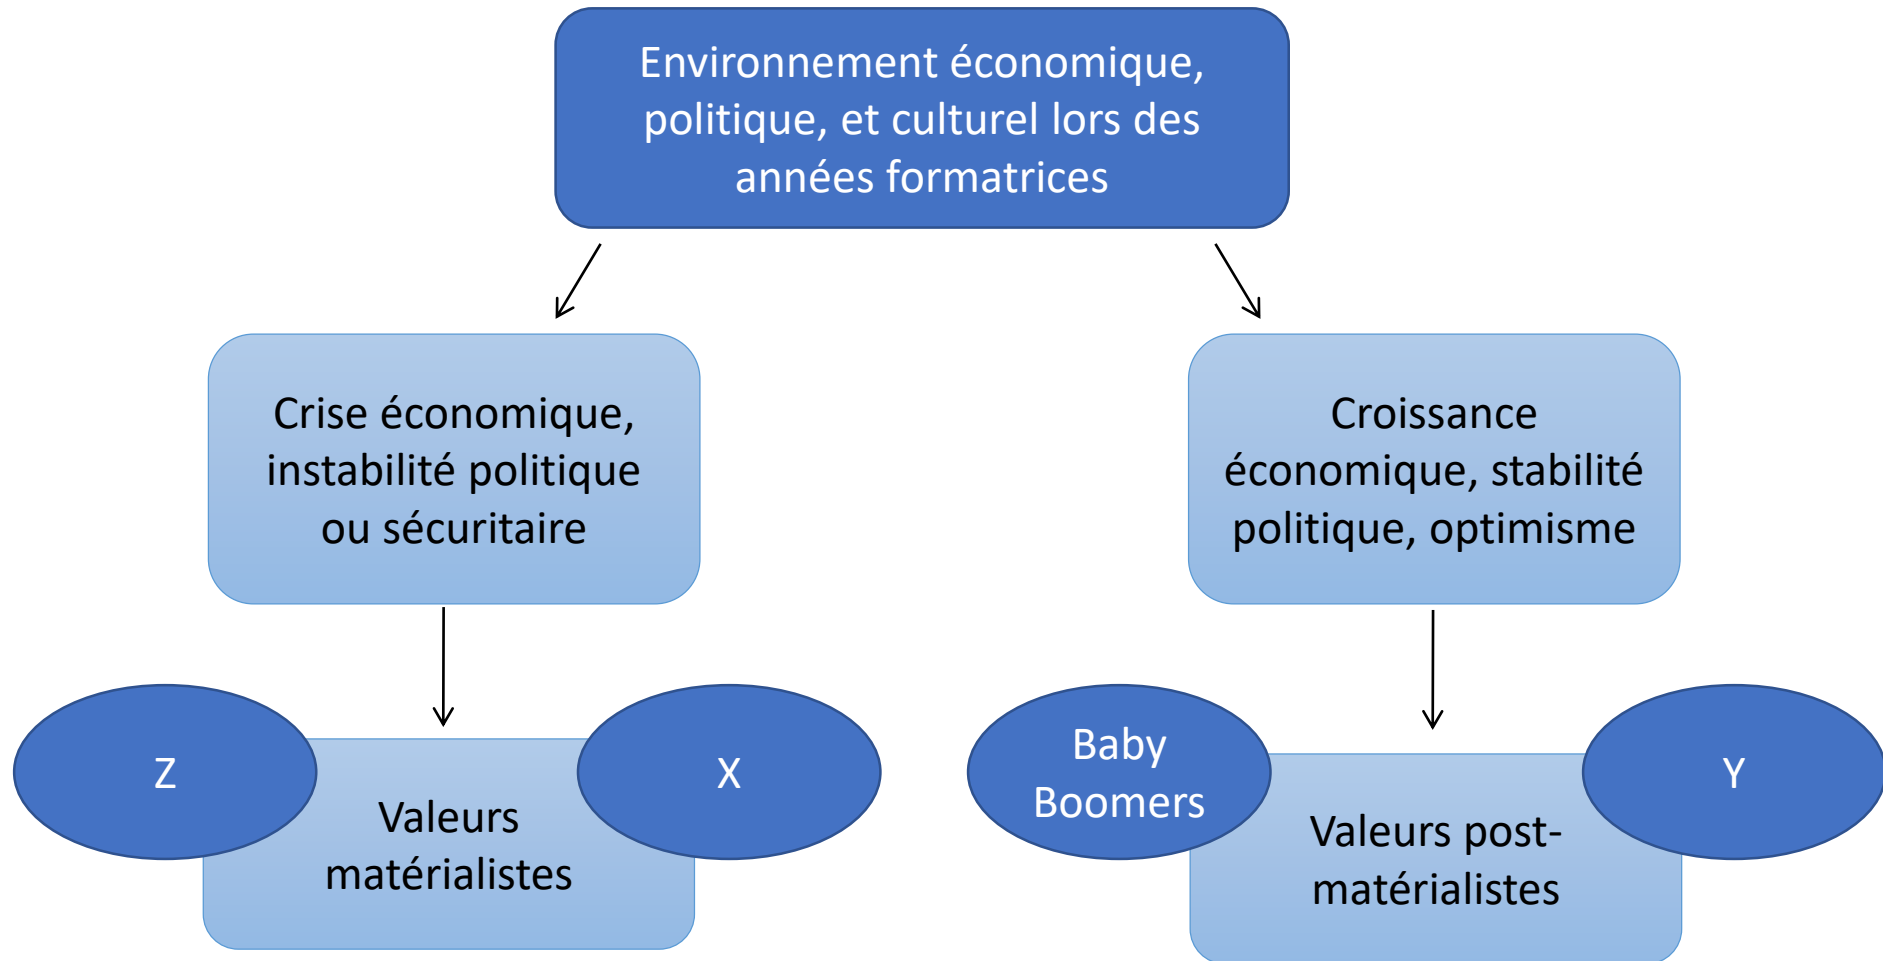 Environnement économique,
politique, et culturel lors des
années formatrices
Crise économique,
instabilité politique
ou sécuritaire
Croissance
économique, stabilité
politique, optimisme
Z
Valeurs
matérialistes
X
Baby
Boomers
Valeurs post-
matérialistes
Y